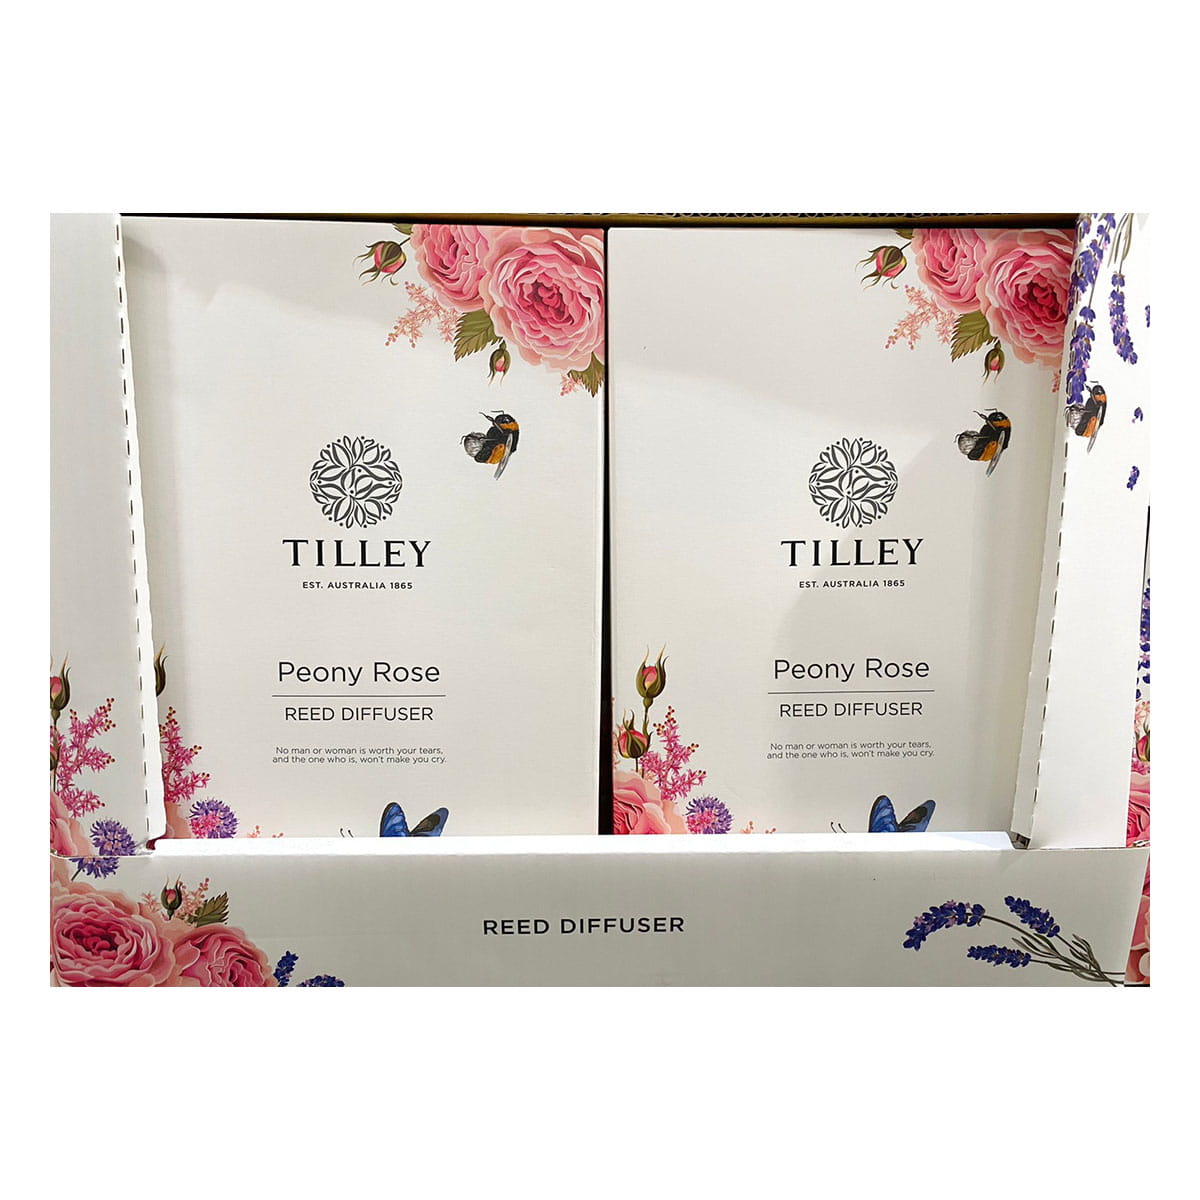 TILLEY
EST. AUSTRALIA 1865
Peony Rose
REED DIFFUSER
No man or woman is worth your tears,
and the one who is, won't make you cry.
TILLEY
EST. AUSTRALIA 1865
Peony Rose
REED DIFFUSER
No man or woman is worth your tears,
and the one who is, won't make you cry.
REED DIFFUSER